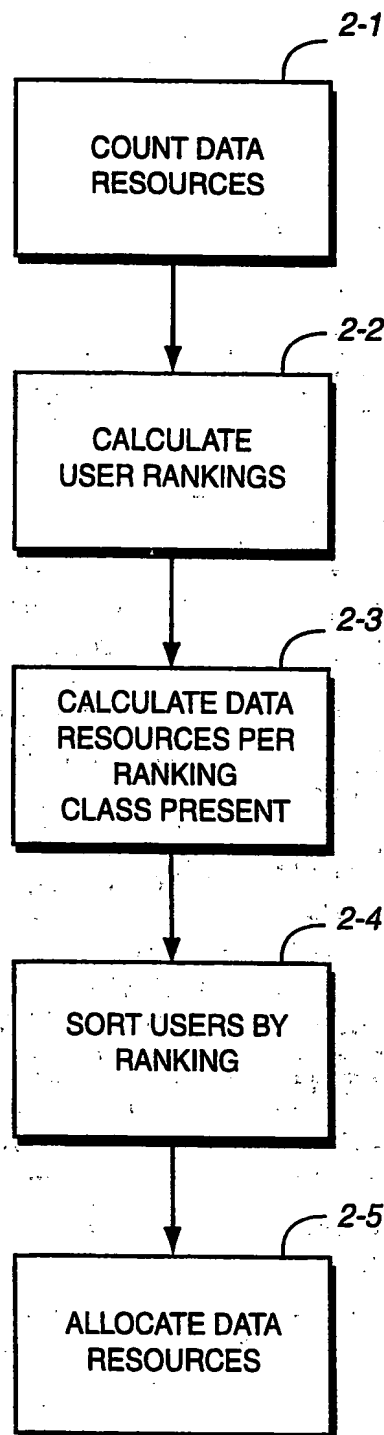 2-1
COUNT DATA
RESOURCES
2-2
CALCULATE
USER RANKINGS
2-3
CALCULATE DATA
RESOURCES PER
RANKING
CLASS PRESENT
2-4
SORT USERS BY
RANKING
2-5
ALLOCATE DATA
RESOURCES